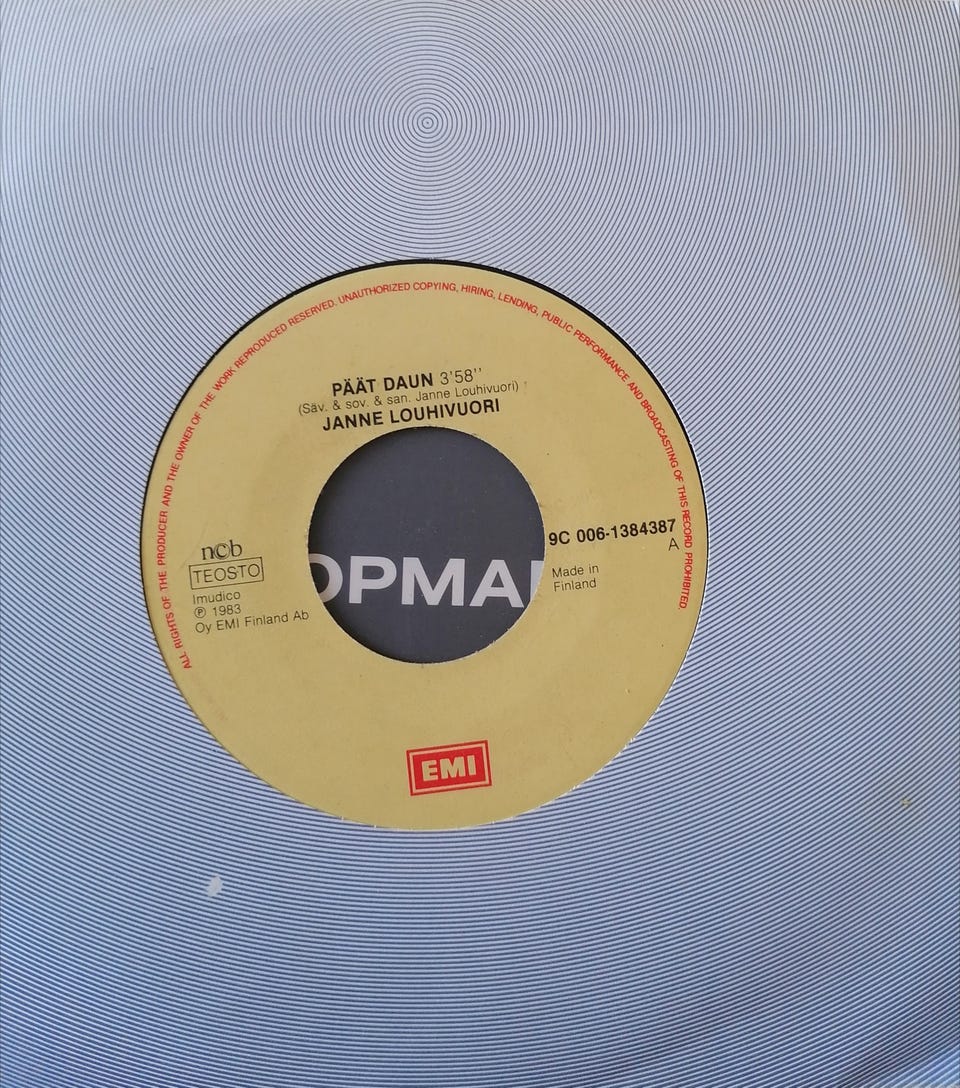 ALL RIGHTS OF THE PRODUCER AND THE OWNER OF THE WORK REPRODUCED RESERVED. UNAUTHORIZED COPYING, HIRING, LENDING, PUBLIC PERFORMANCE AND BROADCASTING OF THIS RECORD PROHIBITED.
PÄÄT DAUN 3'58''
(Säv. & sov. & san. Janne Louhivuori)
JANNE LOUHIVUORI
9C 006-1384387
A
Made in
Finland
ncb
TEOSTO
Imudico
℗ 1983
Oy EMI Finland Ab
OPMA
EMI